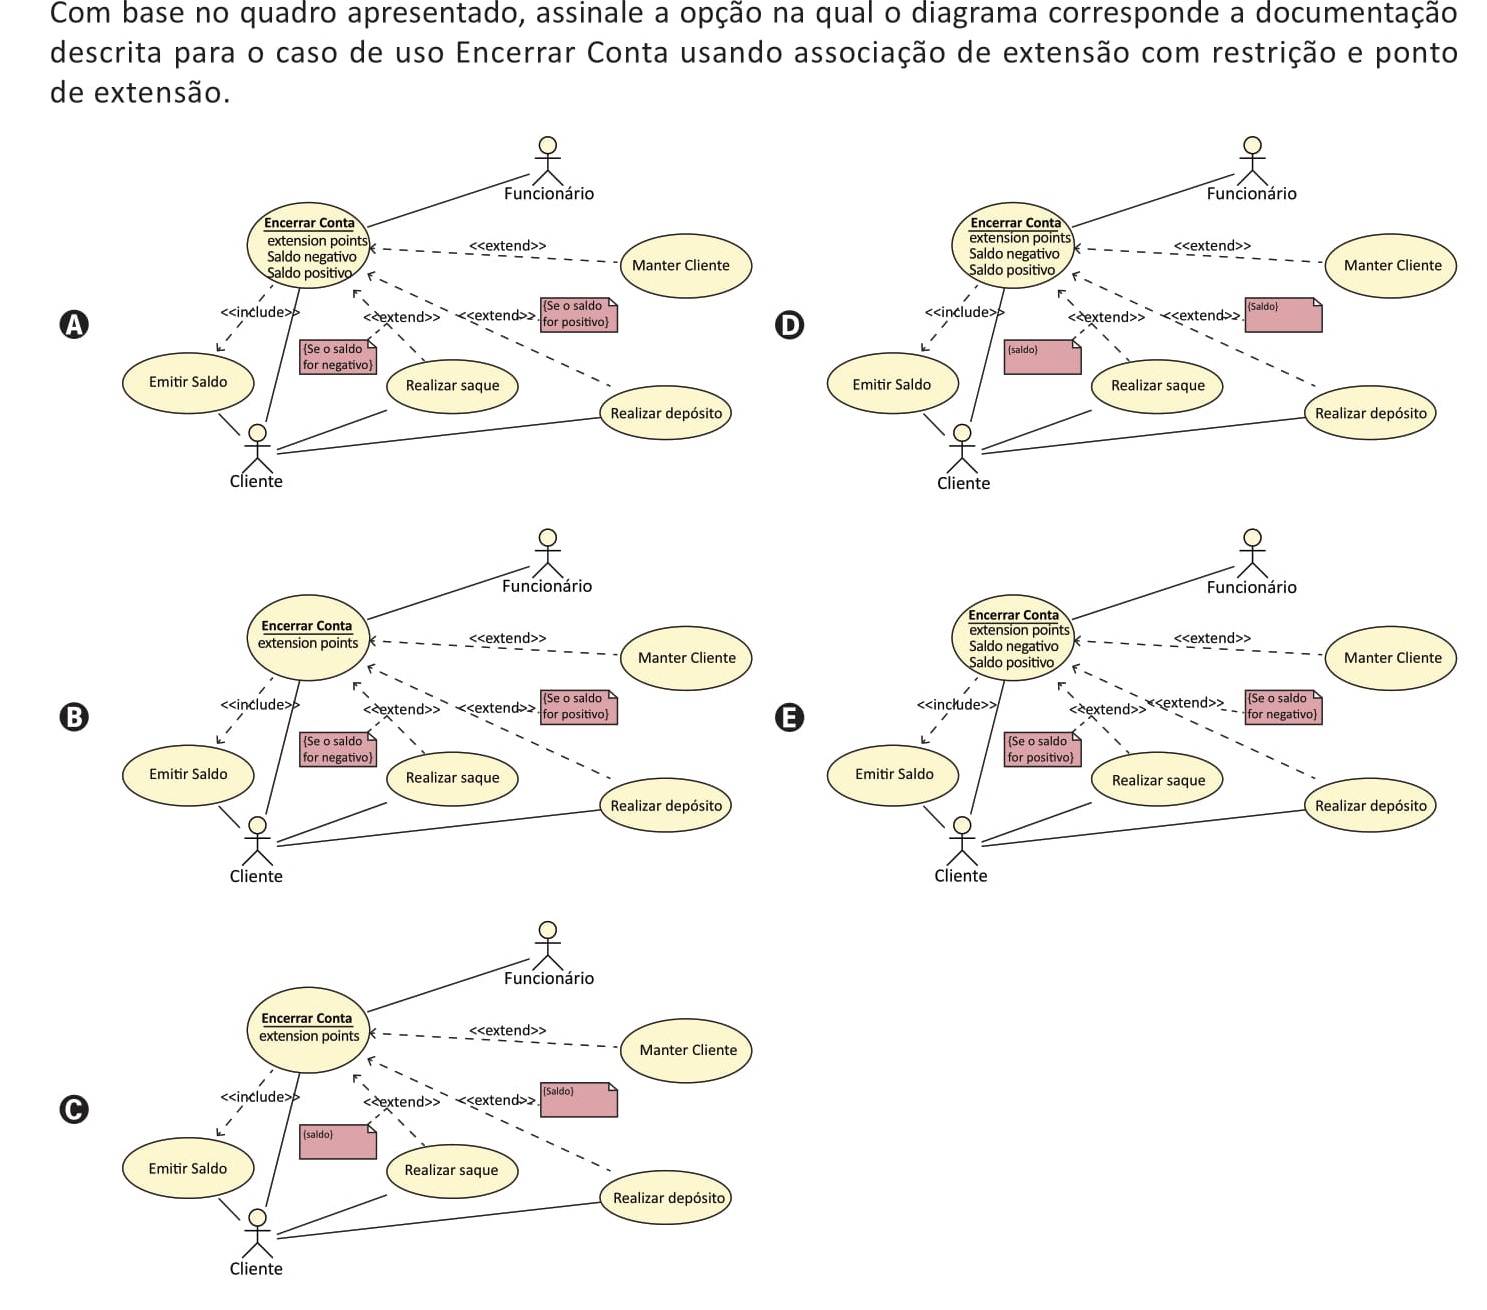 Com base no quadro apresentado, assinale a opção na qual o diagrama corresponde a documentação
descrita para o caso de uso Encerrar Conta usando associação de extensão com restrição e ponto
de extensão.
A
Funcionário
Encerrar Conta
extension points
Saldo negativo
Saldo positivo
<<extend>>
Manter Cliente
<<include>>
<<extend>>
<<extend>>
{Se o saldo
for positivo}
{Se o saldo
for negativo}
Emitir Saldo
Realizar saque
Realizar depósito
Cliente
D
Funcionário
Encerrar Conta
extension points
Saldo negativo
Saldo positivo
<<extend>>
Manter Cliente
<<include>>
<<extend>>
<<extend>>
{Saldo}
{saldo}
Emitir Saldo
Realizar saque
Realizar depósito
Cliente
B
Funcionário
Encerrar Conta
extension points
<<extend>>
Manter Cliente
<<include>>
<<extend>>
<<extend>>
{Se o saldo
for positivo}
{Se o saldo
for negativo}
Emitir Saldo
Realizar saque
Realizar depósito
Cliente
E
Funcionário
Encerrar Conta
extension points
Saldo negativo
Saldo positivo
<<extend>>
Manter Cliente
<<include>>
<<extend>>
<<extend>>
{Se o saldo
for negativo}
{Se o saldo
for positivo}
Emitir Saldo
Realizar saque
Realizar depósito
Cliente
C
Funcionário
Encerrar Conta
extension points
<<extend>>
Manter Cliente
<<include>>
<<extend>>
<<extend>>
{Saldo}
{saldo}
Emitir Saldo
Realizar saque
Realizar depósito
Cliente